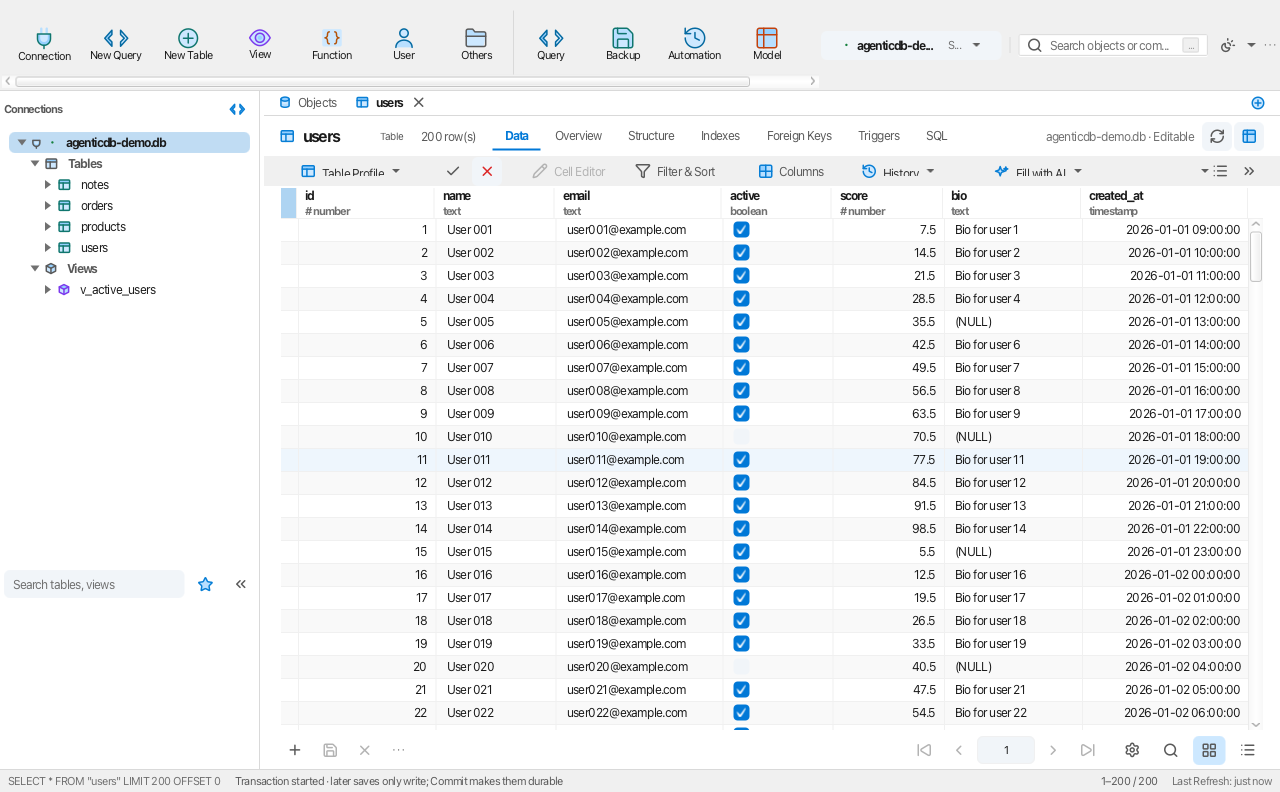 Connection
New Query
New Table
View
Function
User
Others
Query
Backup
Automation
Model
agenticdb-de...
S...
Search objects or com...
...
Connections
agenticdb-demo.db
Tables
notes
orders
products
users
Views
v_active_users
Search tables, views
Objects
users
users
Table
200 row(s)
Data
Overview
Structure
Indexes
Foreign Keys
Triggers
SQL
agenticdb-demo.db · Editable
Table Profile
Cell Editor
Filter & Sort
Columns
History
Fill with AI
id name email active score bio created_at
# number text text boolean # number text timestamp
1 User 001 user001@example.com 7.5 Bio for user 1 2026-01-01 09:00:00
2 User 002 user002@example.com 14.5 Bio for user 2 2026-01-01 10:00:00
3 User 003 user003@example.com 21.5 Bio for user 3 2026-01-01 11:00:00
4 User 004 user004@example.com 28.5 Bio for user 4 2026-01-01 12:00:00
5 User 005 user005@example.com 35.5 (NULL) 2026-01-01 13:00:00
6 User 006 user006@example.com 42.5 Bio for user 6 2026-01-01 14:00:00
7 User 007 user007@example.com 49.5 Bio for user 7 2026-01-01 15:00:00
8 User 008 user008@example.com 56.5 Bio for user 8 2026-01-01 16:00:00
9 User 009 user009@example.com 63.5 Bio for user 9 2026-01-01 17:00:00
10 User 010 user010@example.com 70.5 (NULL) 2026-01-01 18:00:00
11 User 011 user011@example.com 77.5 Bio for user 11 2026-01-01 19:00:00
12 User 012 user012@example.com 84.5 Bio for user 12 2026-01-01 20:00:00
13 User 013 user013@example.com 91.5 Bio for user 13 2026-01-01 21:00:00
14 User 014 user014@example.com 98.5 Bio for user 14 2026-01-01 22:00:00
15 User 015 user015@example.com 5.5 (NULL) 2026-01-01 23:00:00
16 User 016 user016@example.com 12.5 Bio for user 16 2026-01-02 00:00:00
17 User 017 user017@example.com 19.5 Bio for user 17 2026-01-02 01:00:00
18 User 018 user018@example.com 26.5 Bio for user 18 2026-01-02 02:00:00
19 User 019 user019@example.com 33.5 Bio for user 19 2026-01-02 03:00:00
20 User 020 user020@example.com 40.5 (NULL) 2026-01-02 04:00:00
21 User 021 user021@example.com 47.5 Bio for user 21 2026-01-02 05:00:00
22 User 022 user022@example.com 54.5 Bio for user 22 2026-01-02 06:00:00
1
SELECT * FROM "users" LIMIT 200 OFFSET 0
Transaction started · later saves only write; Commit makes them durable
1–200 / 200
Last Refresh: just now